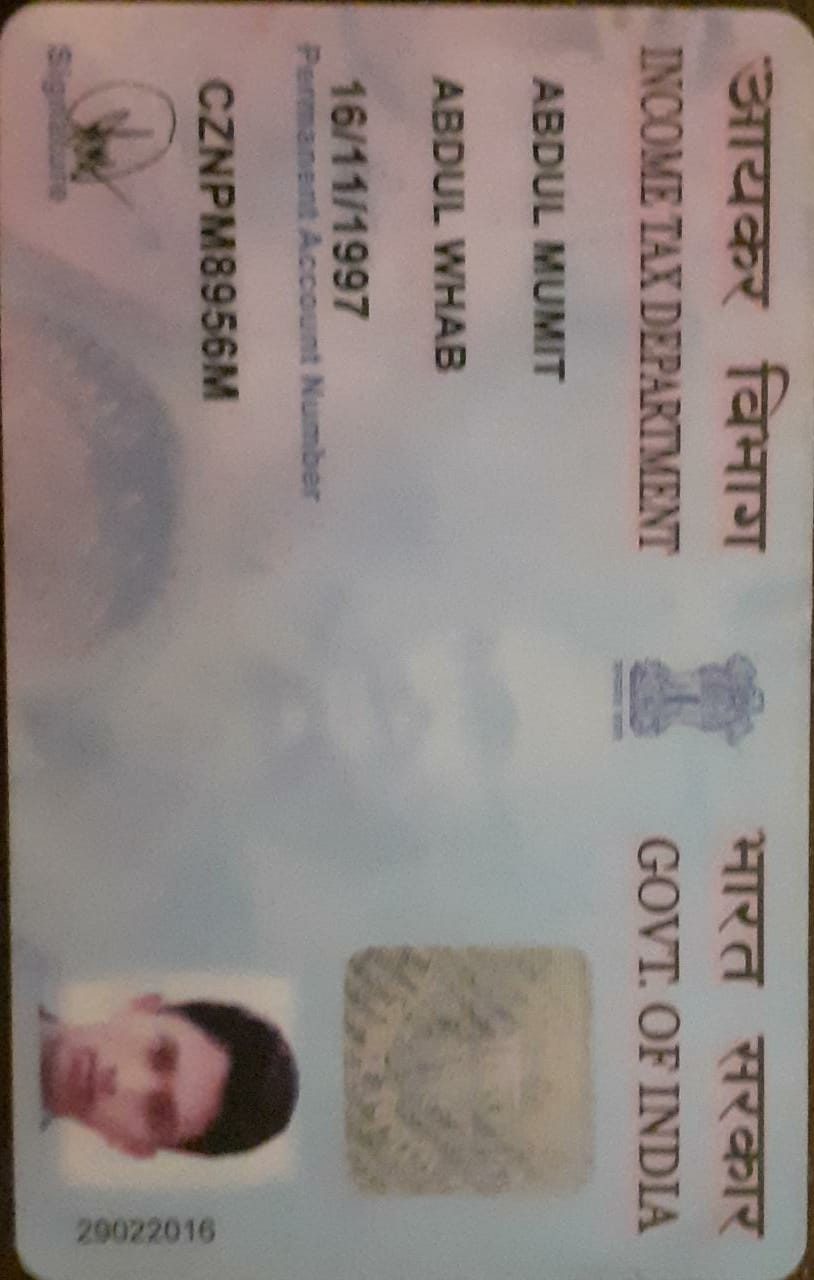 आयकर विभाग
INCOME TAX DEPARTMENT
भारत सरकार
GOVT. OF INDIA
ABDUL MUMIT
ABDUL WHAB
16/11/1997
Permanent Account Number
CZNPM8956M
Signature
29022016